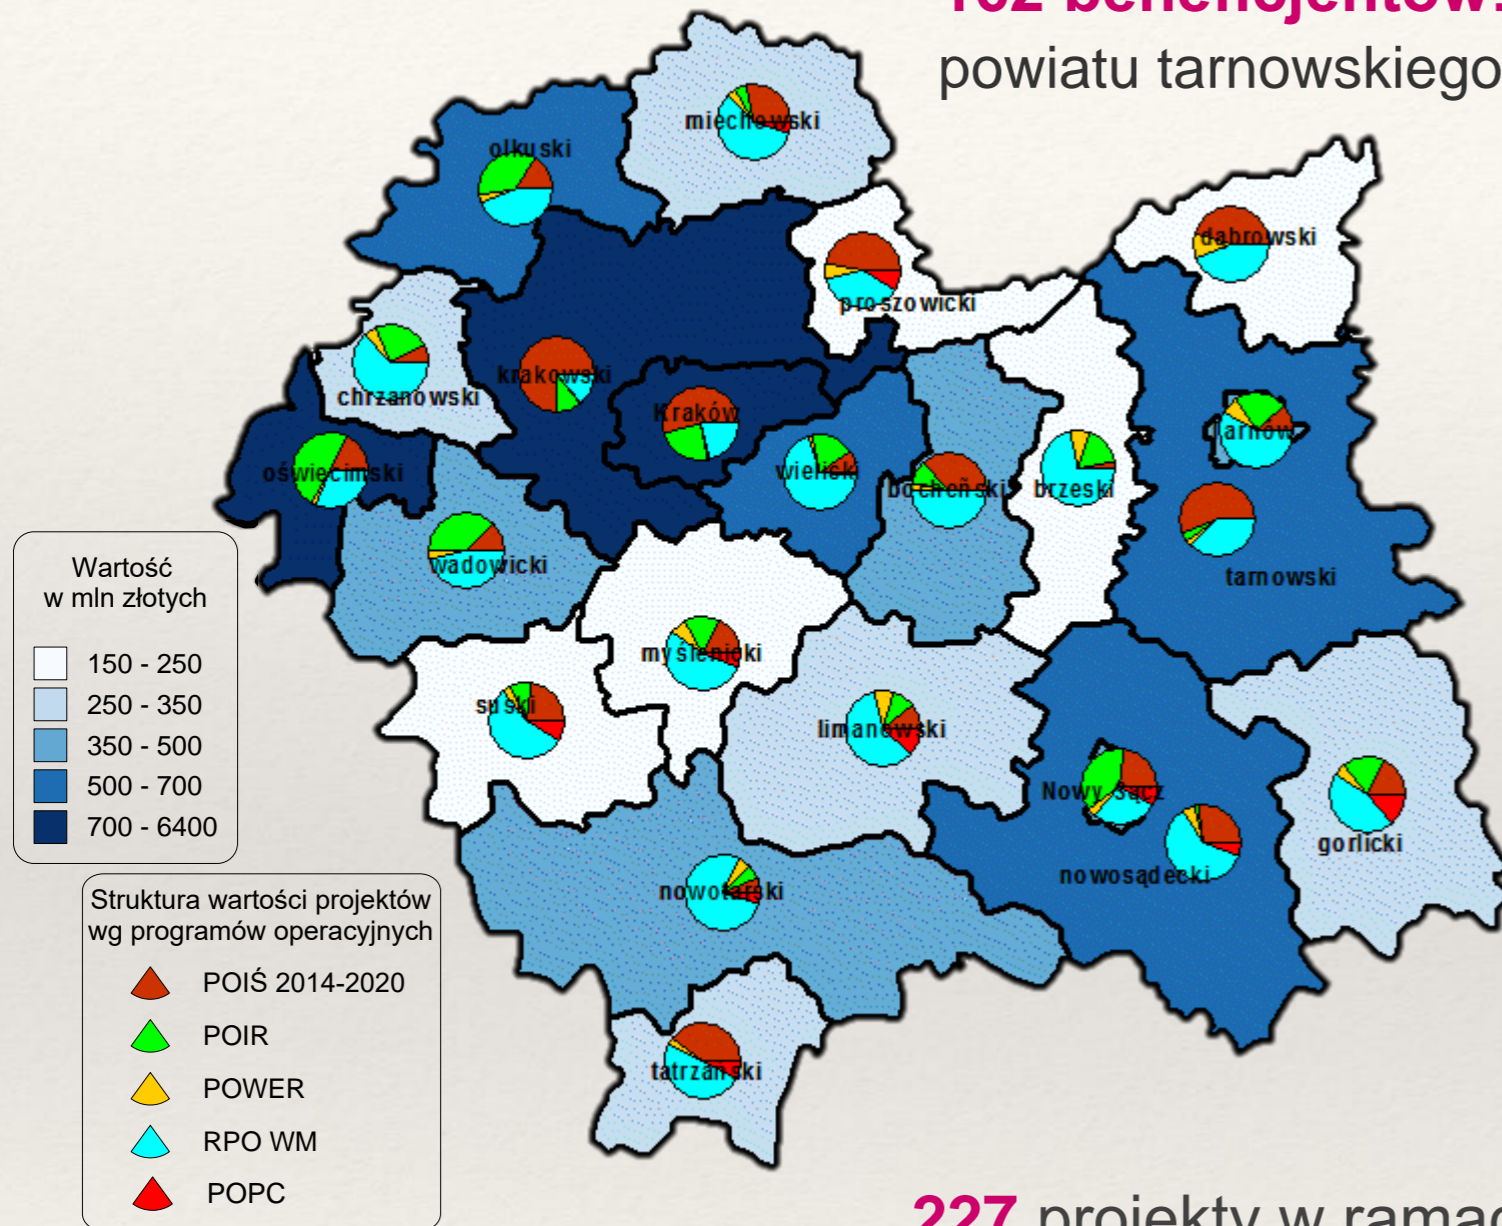 102 beneficjentów:
powiatu tarnowskiego
miechowski
olkuski
dąbrowski
proszowicki
chrzanowski
krakowski
Kraków
Tarnów
oświęcimski
wielicki
bocheński
brzeski
wadowicki
tarnowski
Wartość
w mln złotych
150 - 250
250 - 350
350 - 500
500 - 700
700 - 6400
myślenicki
suski
limanowski
Nowy Sącz
gorlicki
nowosądecki
nowotarski
tatrzański
Struktura wartości projektów
wg programów operacyjnych
POIŚ 2014-2020
POIR
POWER
RPO WM
POPC
227 projekty w ramac